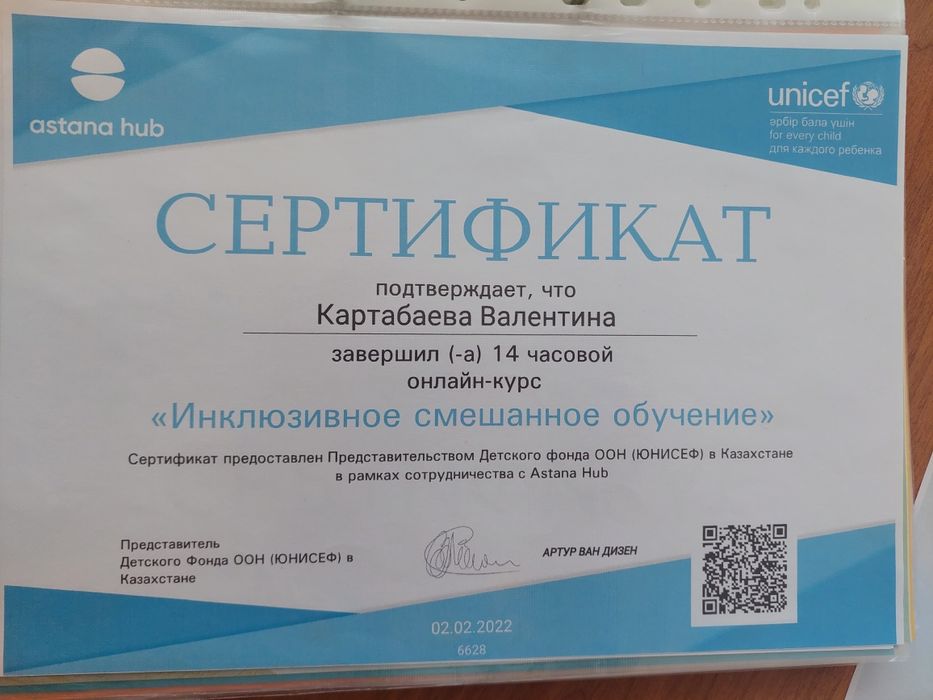 astana hub
unicef
әрбір бала үшін
for every child
для каждого ребенка
СЕРТИФИКАТ
подтверждает, что
Картабаева Валентина
завершил (-а) 14 часовой
онлайн-курс
«Инклюзивное смешанное обучение»
Сертификат предоставлен Представительством Детского фонда ООН (ЮНИСЕФ) в Казахстане
в рамках сотрудничества с Astana Hub
Представитель
Детского Фонда ООН (ЮНИСЕФ) в
Казахстане
АРТУР ВАН ДИЗЕН
02.02.2022
6628